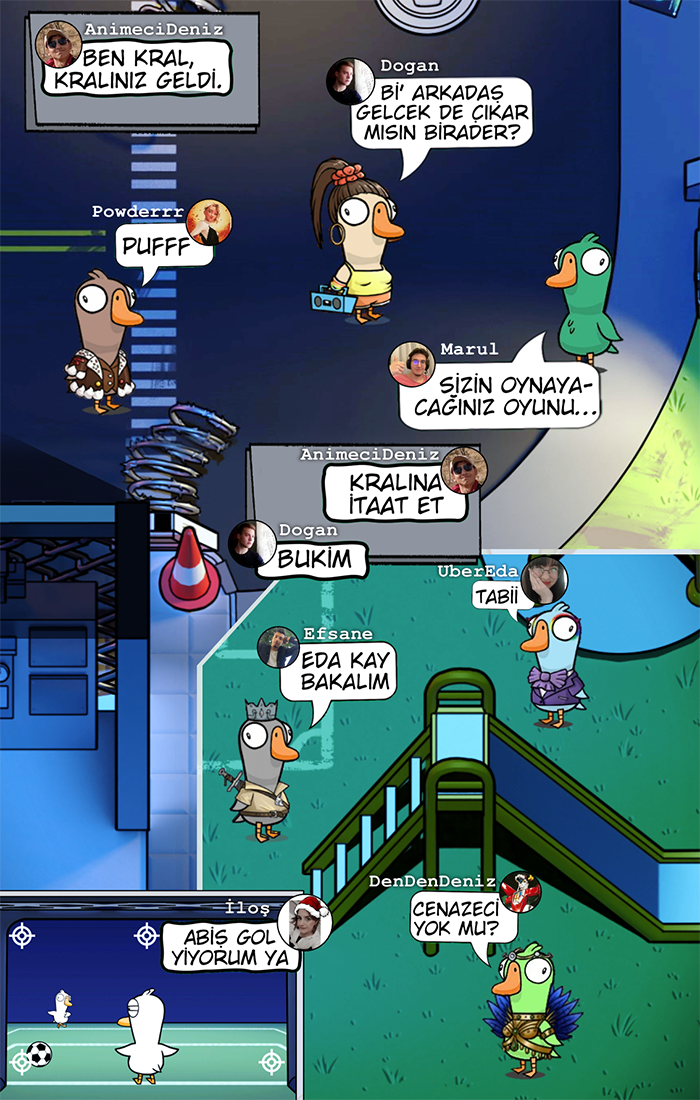 AnimeciDeniz
BEN KRAL,
KRALINIZ GELDİ.
Dogan
Bİ' ARKADAŞ
GELCEK DE ÇIKAR
MISIN BİRADER?
Powderrr
PUFFF
Marul
SİZİN OYNAYA-
CAĞINIZ OYUNU...
AnimeciDeniz
KRALINA
İTAAT ET
Dogan
BUKİM
UberEda
TABİİ
Efsane
EDA KAY
BAKALIM
DenDenDeniz
CENAZECİ
YOK MU?
İloş
ABİŞ GOL
YİYORUM YA